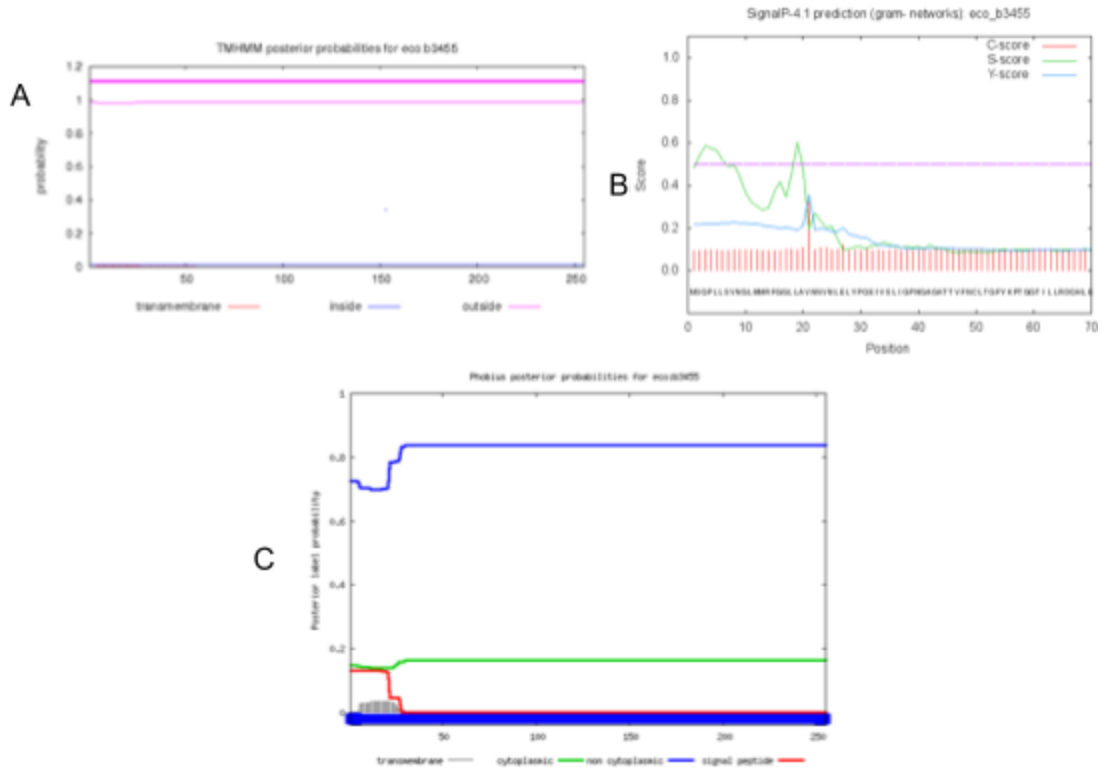 A
TMHMM posterior probabilities for eco:b3455
probability
1.2
1
0.8
0.6
0.4
0.2
0
50
100
150
200
250
transmembrane
inside
outside
B
SignalP-4.1 prediction (gram- networks): eco_b3455
C-score
S-score
Y-score
Score
1.0
0.8
0.6
0.4
0.2
0.0
0
10
20
30
40
50
60
70
Position
C
Phobius posterior probabilities for eco:b3455
Posterior label probability
1
0.8
0.6
0.4
0.2
0
50
100
150
200
250
transmembrane
cytoplasmic
non cytoplasmic
signal peptide